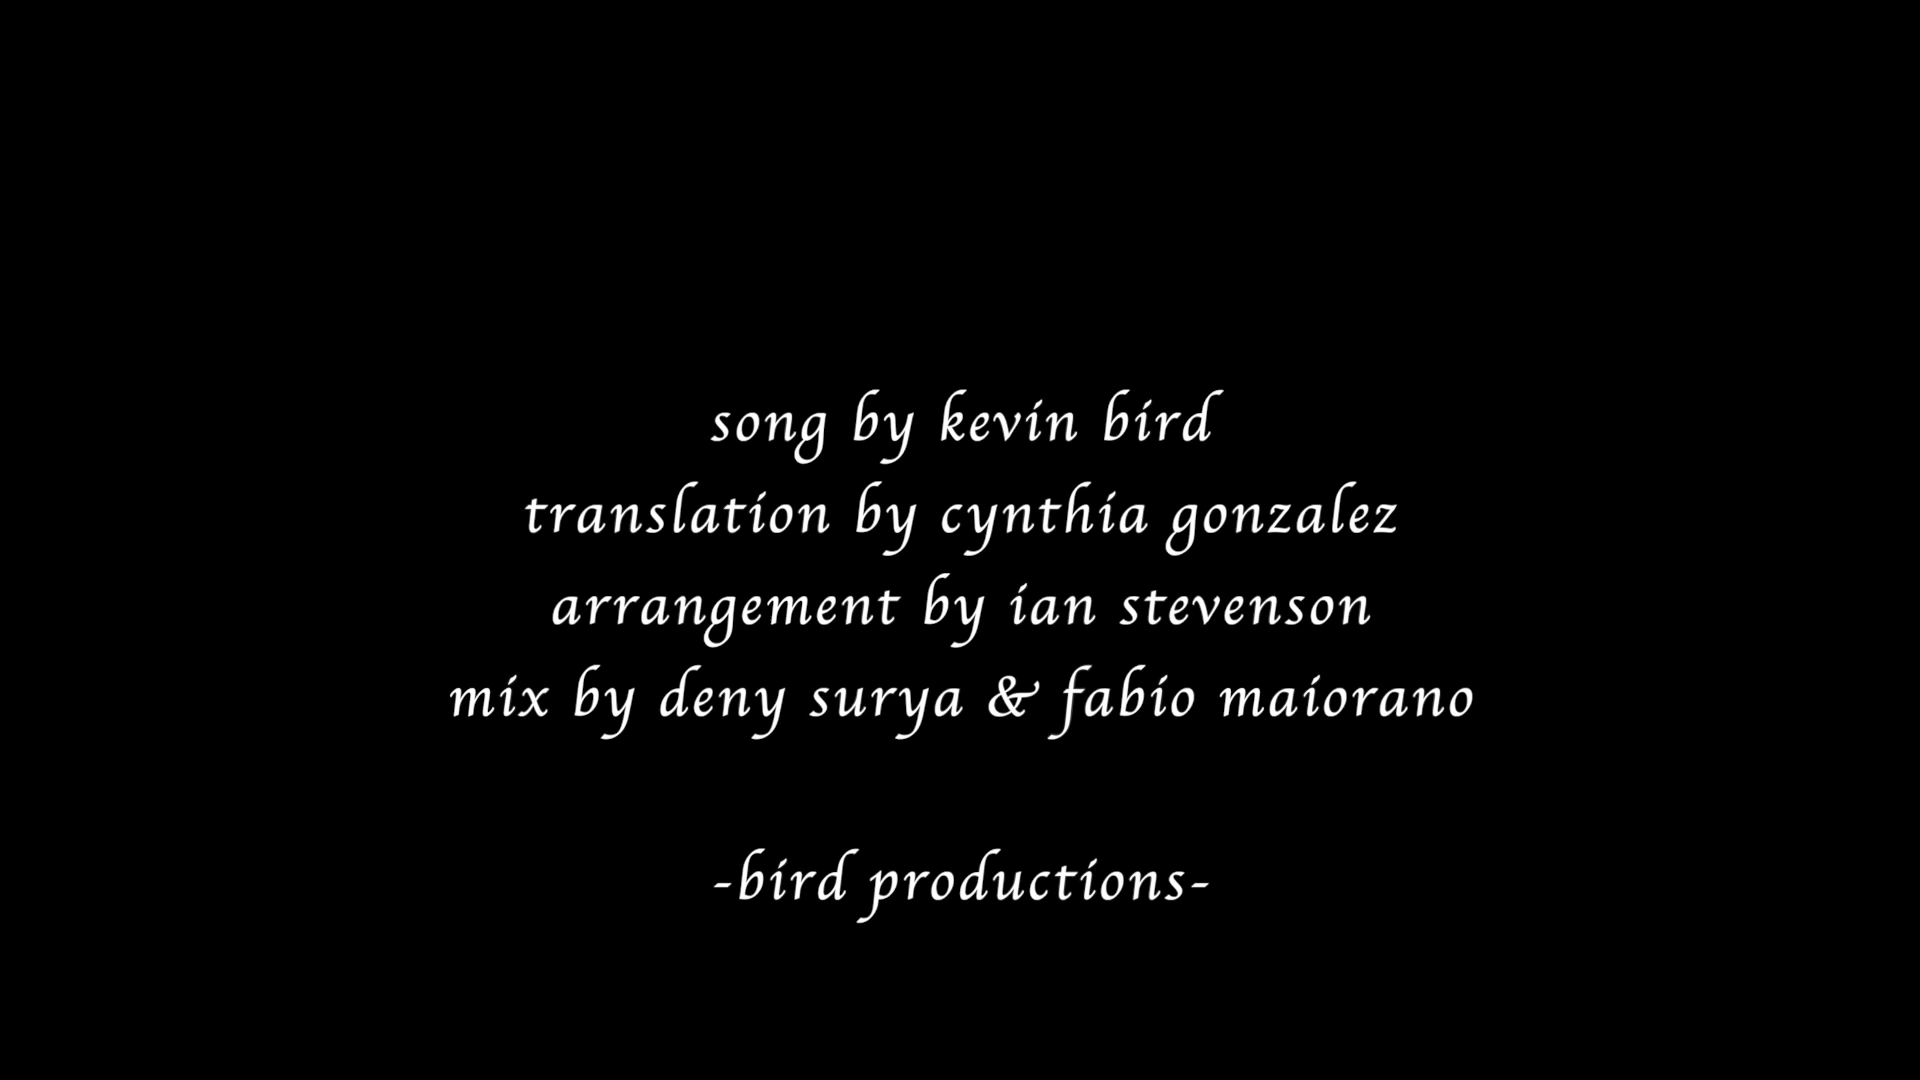 song by kevin bird
translation by cynthia gonzalez
arrangement by ian stevenson
mix by deny surya & fabio maiorano
-bird productions-